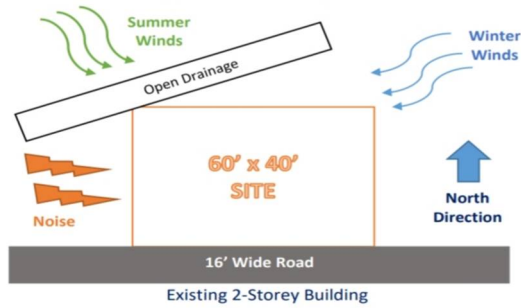 Summer
Winds
Winter
Winds
Open Drainage
60' x 40'
SITE
Noise
North
Direction
16' Wide Road
Existing 2-Storey Building